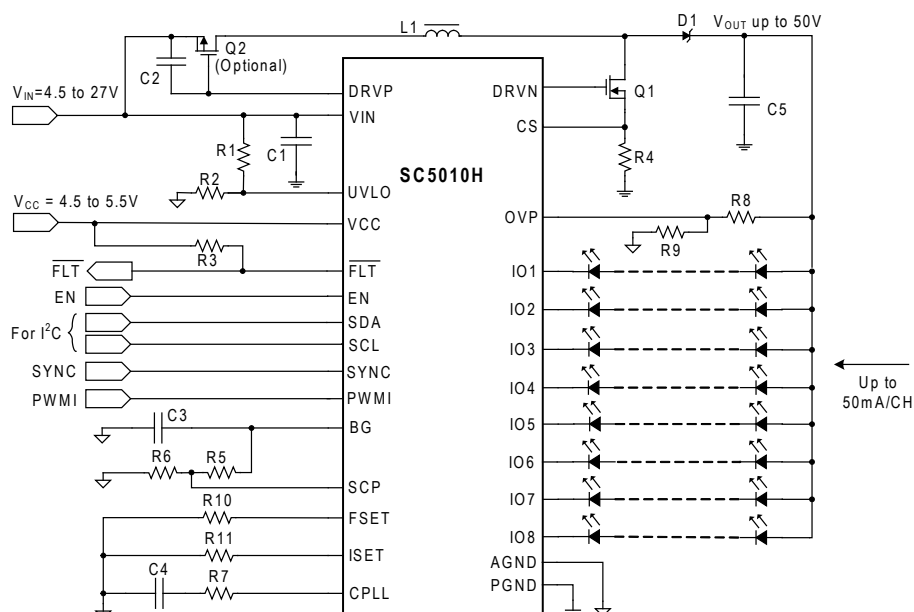 L1
D1
V_OUT up to 50V
Q2
(Optional)
C2
V_IN=4.5 to 27V
DRVP
DRVN
Q1
C5
VIN
CS
R1
C1
R4
SC5010H
R2
UVLO
V_CC = 4.5 to 5.5V
VCC
OVP
R8
R9
R3
FLT
FLT
IO1
EN
EN
IO2
For I²C
SDA
SCL
IO3
SYNC
SYNC
IO4
Up to
50mA/CH
PWMI
PWMI
C3
BG
IO5
R6
R5
IO6
SCP
IO7
R10
FSET
IO8
R11
ISET
AGND
C4
R7
CPLL
PGND